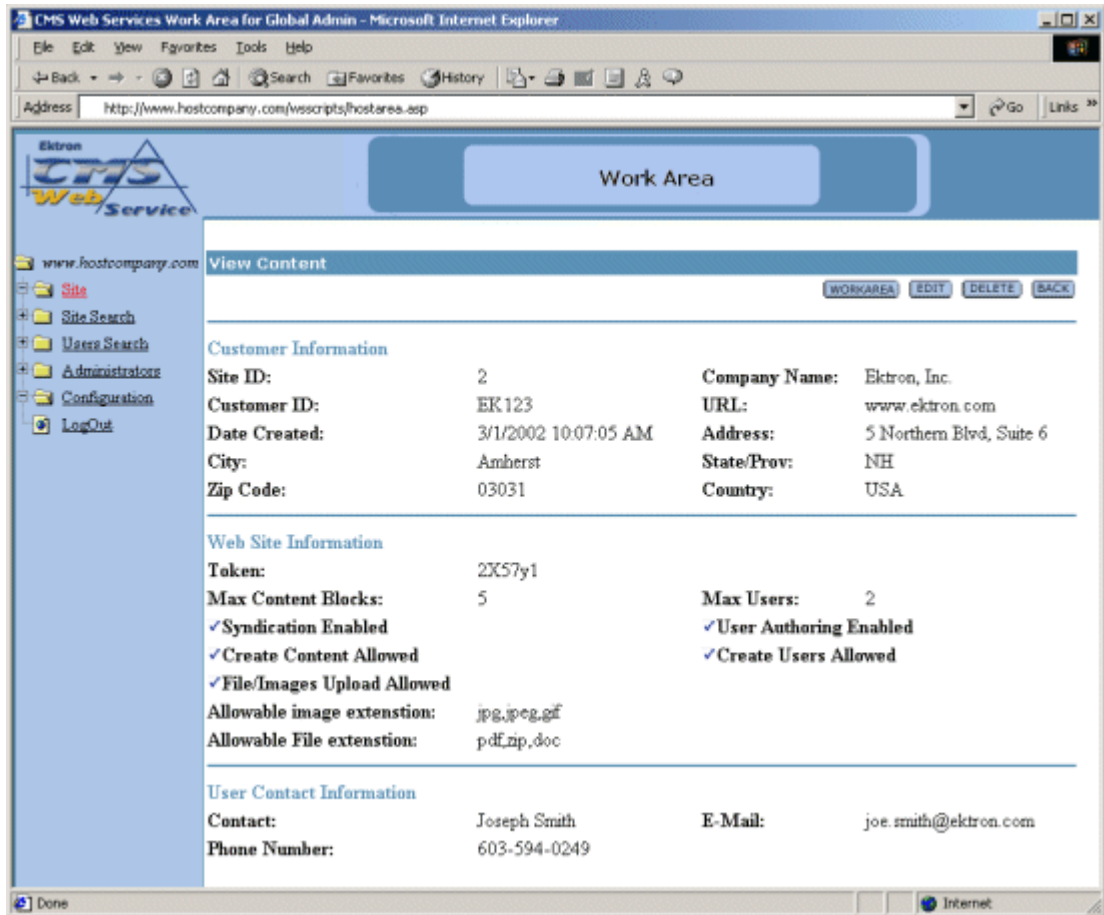 CMS Web Services Work Area for Global Admin - Microsoft Internet Explorer
File Edit View Favorites Tools Help
Back Search Favorites History
Address http://www.hostcompany.com/wsscripts/hostarea.asp Go Links »
Ektron
CMS
Web
Service
Work Area
www.hostcompany.com
Site
Site Search
Users Search
Administrators
Configuration
LogOut
View Content
WORKAREA EDIT DELETE BACK
Customer Information
Site ID: 2 Company Name: Ektron, Inc.
Customer ID: EK123 URL: www.ektron.com
Date Created: 3/1/2002 10:07:05 AM Address: 5 Northern Blvd, Suite 6
City: Amherst State/Prov: NH
Zip Code: 03031 Country: USA
Web Site Information
Token: 2X57y1
Max Content Blocks: 5 Max Users: 2
✓Syndication Enabled ✓User Authoring Enabled
✓Create Content Allowed ✓Create Users Allowed
✓File/Images Upload Allowed
Allowable image extenstion: jpg,jpeg,gif
Allowable File extenstion: pdf,zip,doc
User Contact Information
Contact: Joseph Smith E-Mail: joe.smith@ektron.com
Phone Number: 603-594-0249
Done Internet